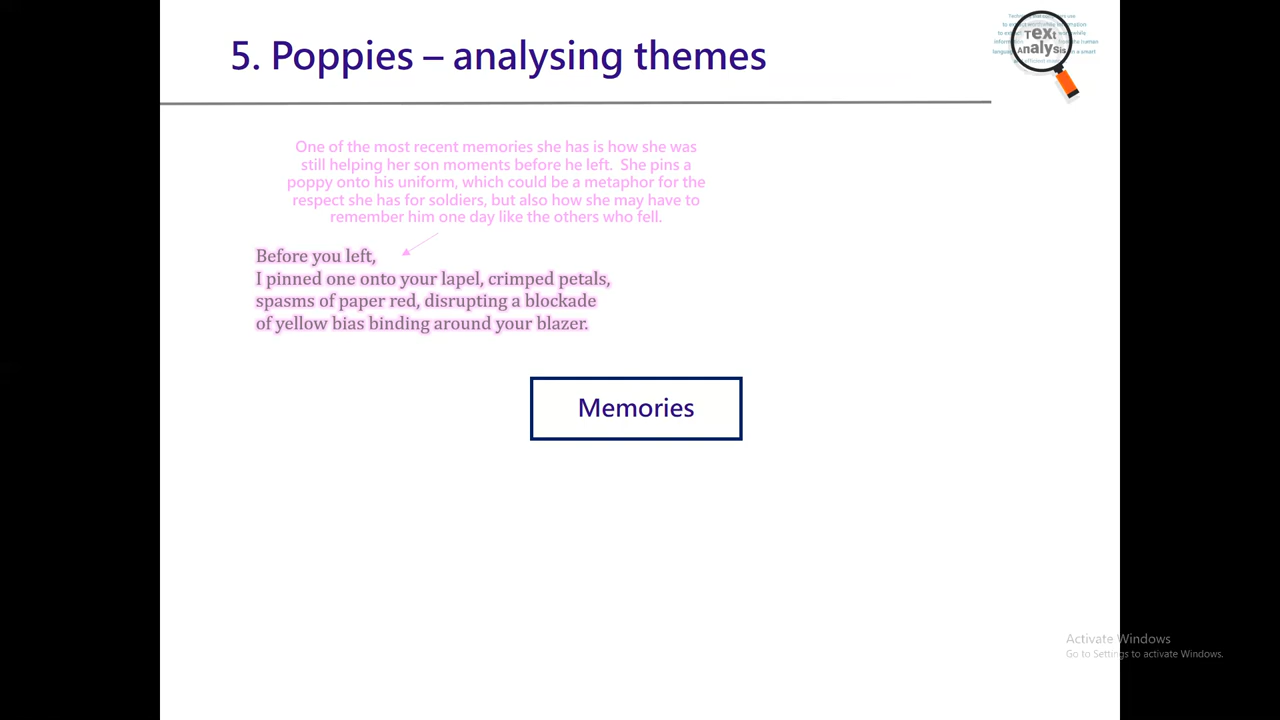 5. Poppies – analysing themes
Text
Analysis
One of the most recent memories she has is how she was
still helping her son moments before he left.  She pins a
poppy onto his uniform, which could be a metaphor for the
respect she has for soldiers, but also how she may have to
remember him one day like the others who fell.
Before you left,
I pinned one onto your lapel, crimped petals,
spasms of paper red, disrupting a blockade
of yellow bias binding around your blazer.
Memories
Activate Windows
Go to Settings to activate Windows.